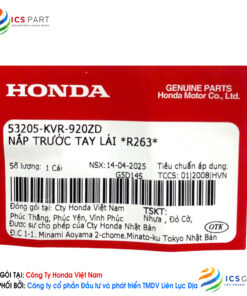 ICS PART
ICS PART
HONDA
GENUINE PARTS
Honda Motor Co., Ltd.
53205-KVR-920ZD
NẮP TRƯỚC TAY LÁI *R263*
Số lượng: 1 Cái
NSX: 14-04-2025
Tiêu chuẩn áp dụng:
G5D14S
TCCS: 01|2008|HVN
Đóng gói tại: Cty Honda Việt Nam
Phúc Thắng, Phúc Yên, Vĩnh Phúc
TSKT:
Nhựa, Đỏ Cờ,
Được sự cho phép của Cty Honda Nhật Bản
Đ.C 1-1, Minami Aoyama 2-chome, Minato-ku Tokyo Nhật Bản
OTK
GÓI TẠI: Công Ty Honda Việt Nam
PHỐI BỞI: Công ty cổ phần Đầu tư và phát triển TMDV Liên Lục Địa